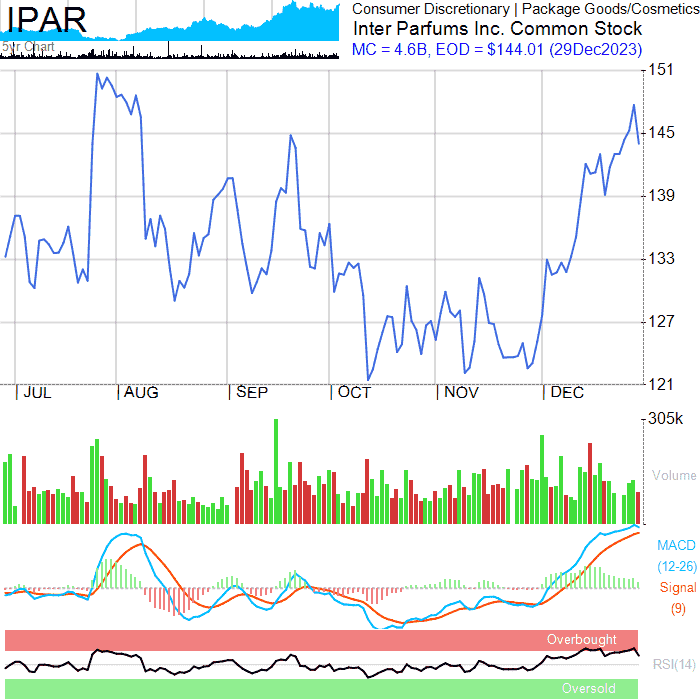 IPAR
5yr Chart
Consumer Discretionary | Package Goods/Cosmetics
Inter Parfums Inc. Common Stock
MC = 4.6B, EOD = $144.01 (29Dec2023)
151
145
139
133
127
121
| JUL | AUG | SEP | OCT | NOV | DEC
305k
Volume
MACD
(12-26)
Signal
(9)
Overbought
RSI(14)
Oversold